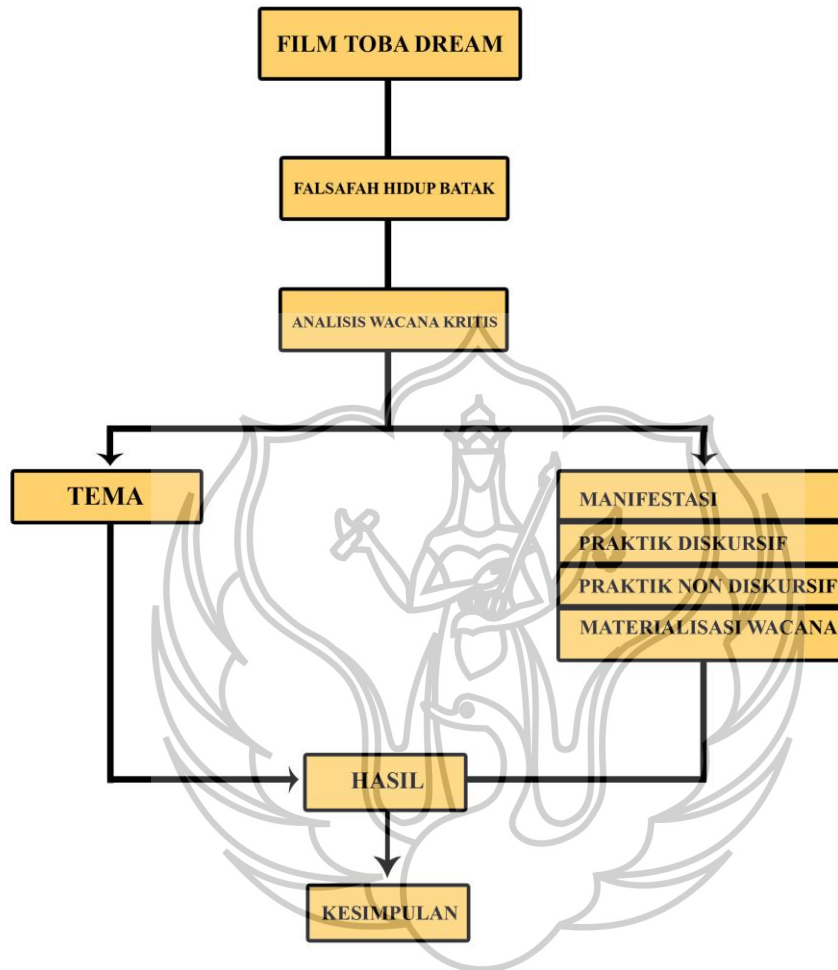 FILM TOBA DREAM
FALSAFAH HIDUP BATAK
ANALISIS WACANA KRITIS
TEMA
MANIFESTASI
PRAKTIK DISKURSIF
PRAKTIK NON DISKURSIF
MATERIALISASI WACANA
HASIL
KESIMPULAN